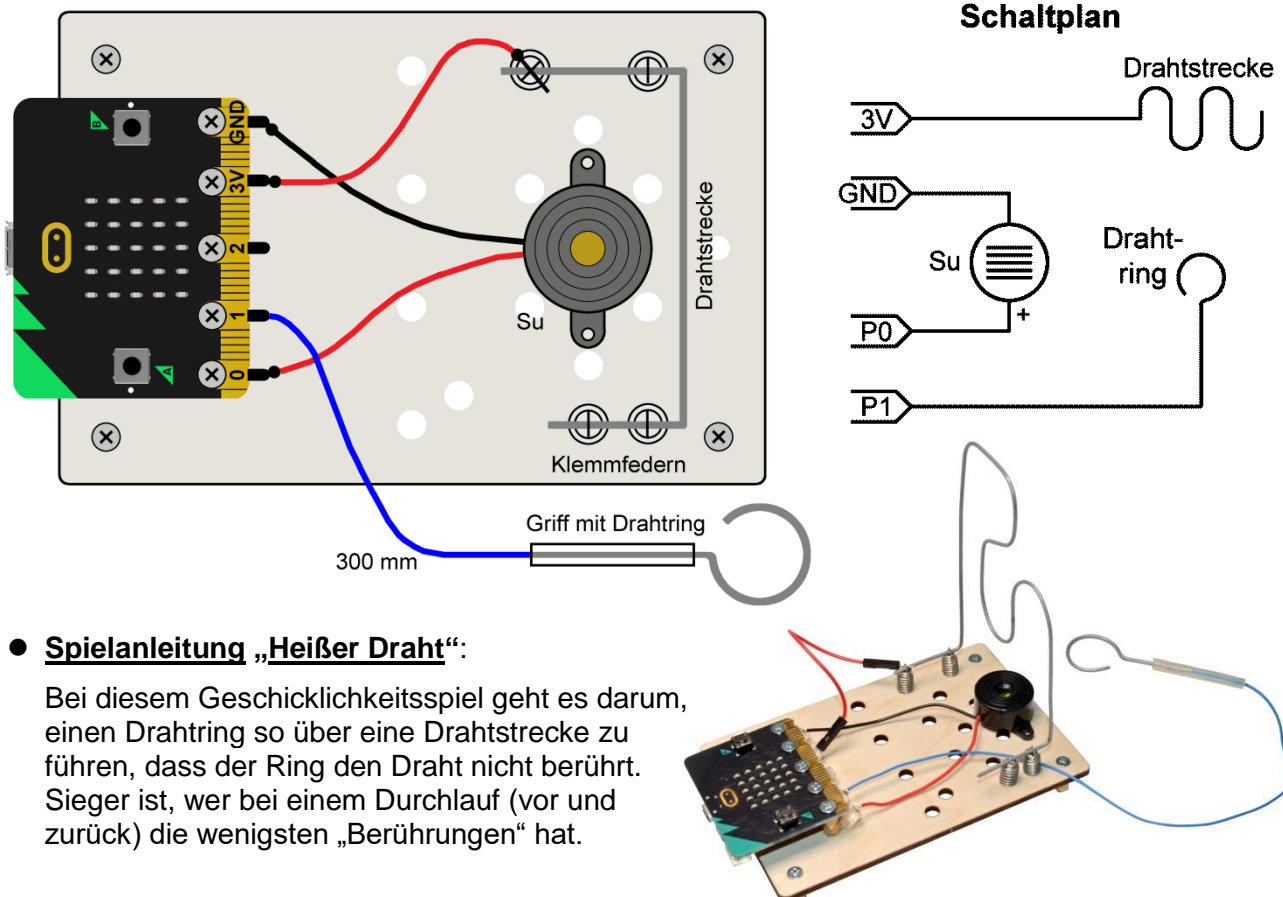 Schaltplan
Drahtstrecke
3V
GND
Su
+
Draht-
ring
P0
P1
B
GND
3V
2
1
0
A
Su
Drahtstrecke
Klemmfedern
Griff mit Drahtring
300 mm
● Spielanleitung „Heißer Draht“:
Bei diesem Geschicklichkeitsspiel geht es darum,
einen Drahtring so über eine Drahtstrecke zu
führen, dass der Ring den Draht nicht berührt.
Sieger ist, wer bei einem Durchlauf (vor und
zurück) die wenigsten „Berührungen“ hat.